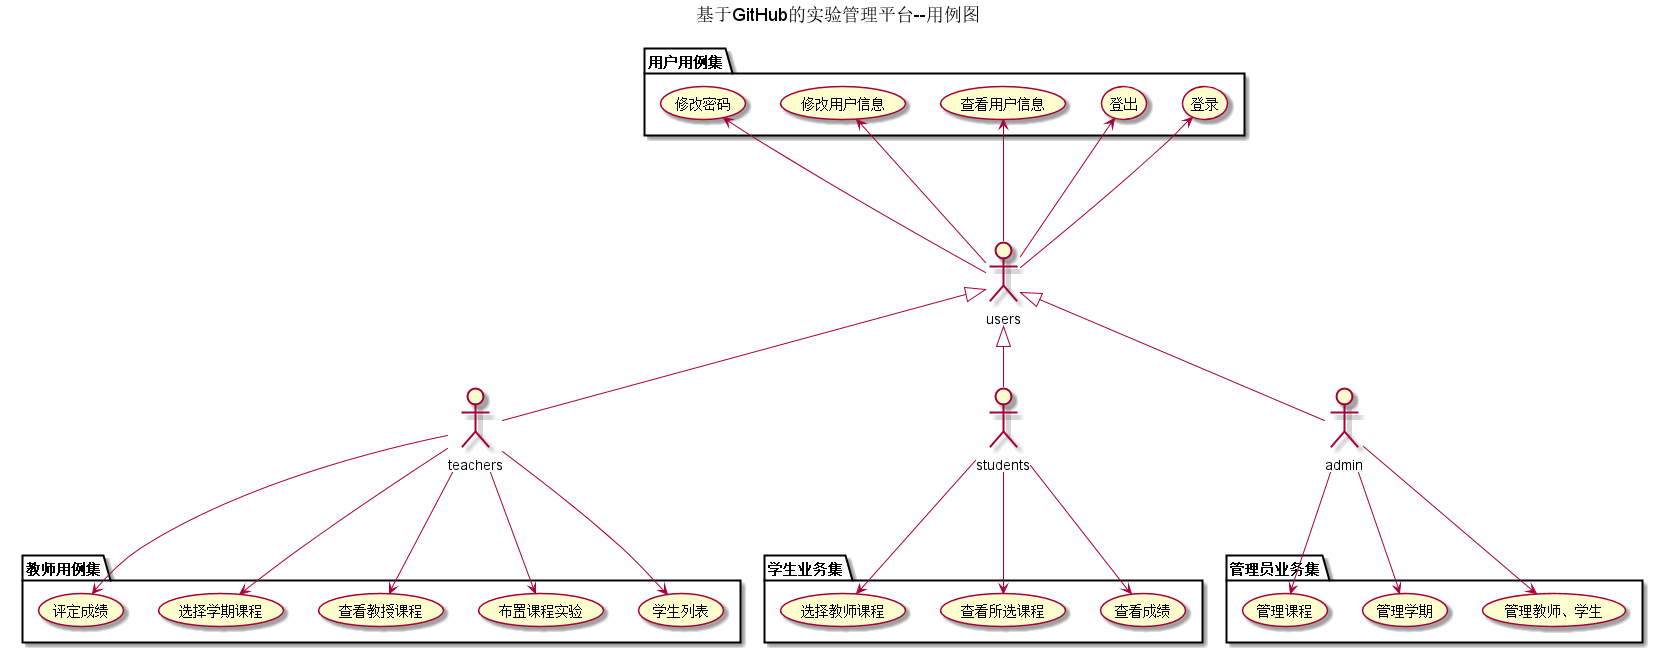 基于GitHub的实验管理平台--用例图
用户用例集
修改密码
修改用户信息
查看用户信息
登出
登录
users
teachers
students
admin
教师用例集
评定成绩
选择学期课程
查看教授课程
布置课程实验
学生列表
学生业务集
选择教师课程
查看所选课程
查看成绩
管理员业务集
管理课程
管理学期
管理教师、学生